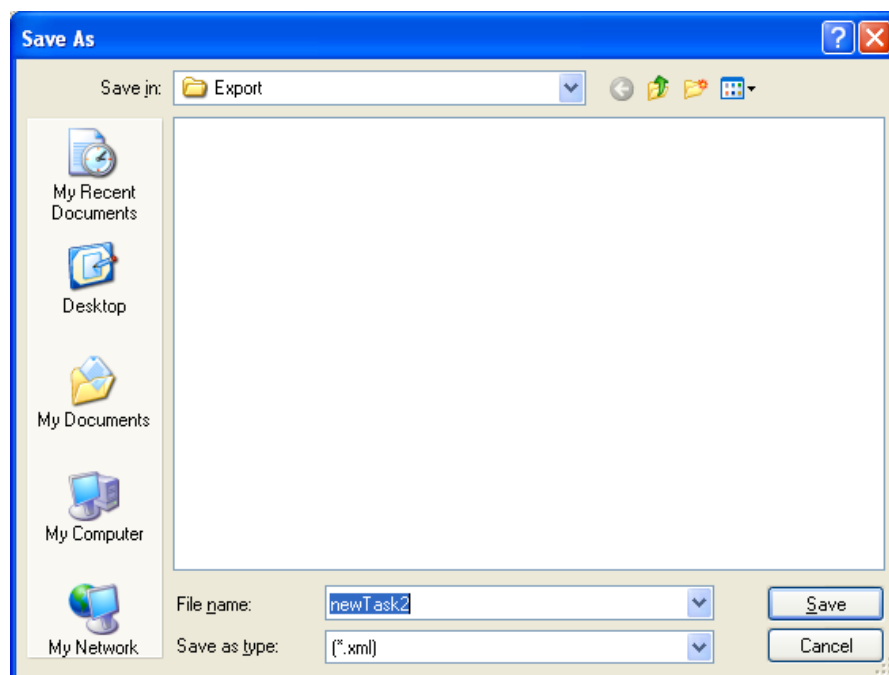 Save As
Save in:
Export
My Recent
Documents
Desktop
My Documents
My Computer
My Network
File name:
newTask2
Save
Save as type:
(*.xml)
Cancel